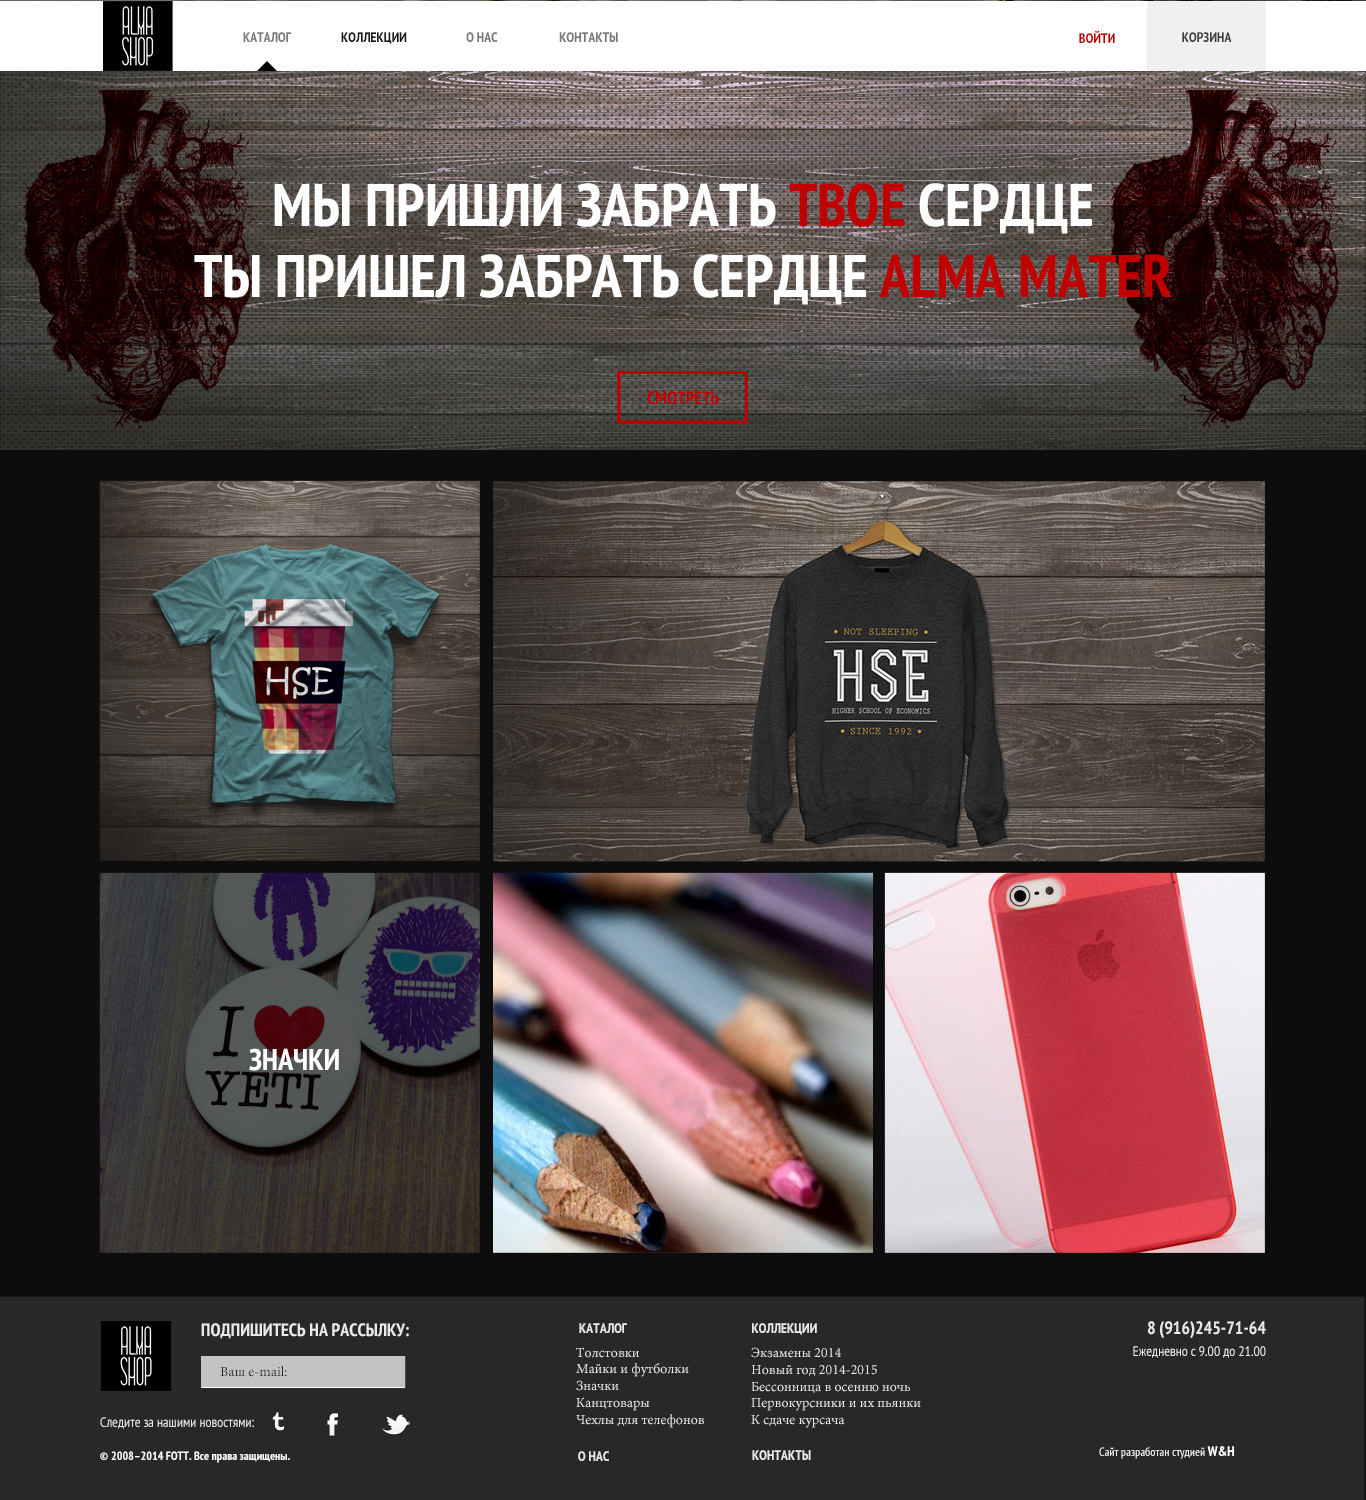 ALMA
SHOP
КАТАЛОГ
КОЛЛЕКЦИИ
О НАС
КОНТАКТЫ
ВОЙТИ
КОРЗИНА
МЫ ПРИШЛИ ЗАБРАТЬ ТВОЕ СЕРДЦЕ
ТЫ ПРИШЕЛ ЗАБРАТЬ СЕРДЦЕ ALMA MATER
СМОТРЕТЬ
HSE
• NOT SLEEPING •
HSE
HIGHER SCHOOL OF ECONOMICS
• SINCE 1992 •
I
YETI
ЗНАЧКИ
ALMA
SHOP
ПОДПИШИТЕСЬ НА РАССЫЛКУ:
Ваш e-mail:
Следите за нашими новостями:
© 2008–2014 FOTT. Все права защищены.
КАТАЛОГ
Толстовки
Майки и футболки
Значки
Канцтовары
Чехлы для телефонов
О НАС
КОЛЛЕКЦИИ
Экзамены 2014
Новый год 2014-2015
Бессонница в осенню ночь
Первокурсники и их пьянки
К сдаче курсача
КОНТАКТЫ
8 (916)245-71-64
Ежедневно с 9.00 до 21.00
Сайт разработан студией W&H